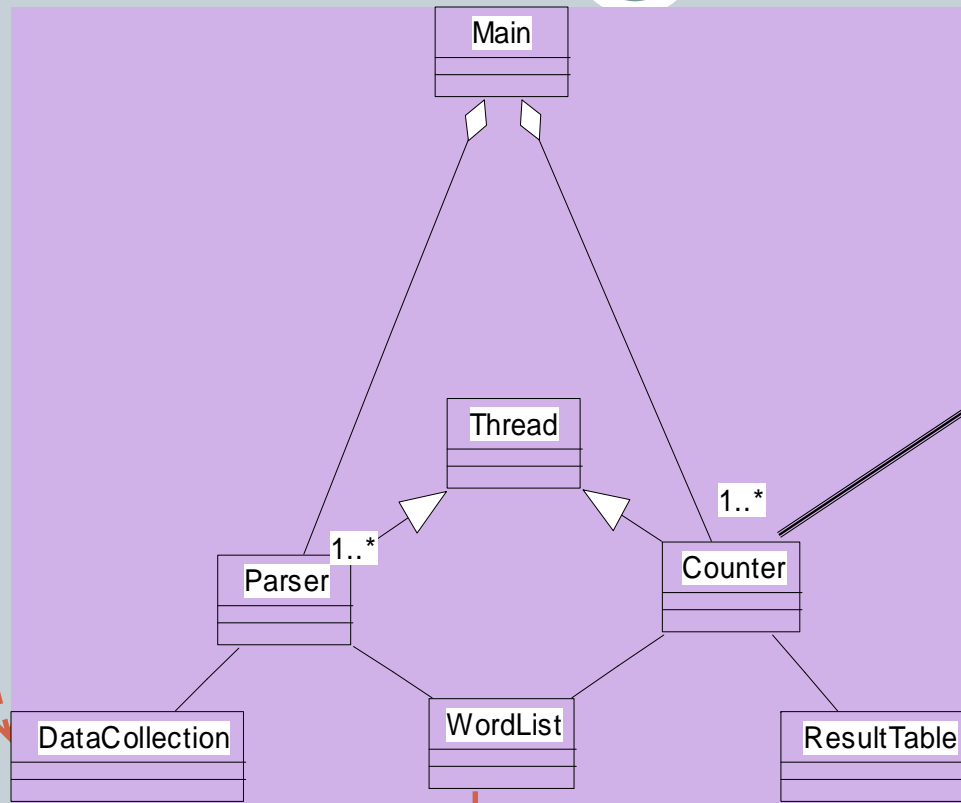 Main
Thread
1..*
1..*
Parser
Counter
DataCollection
WordList
ResultTable